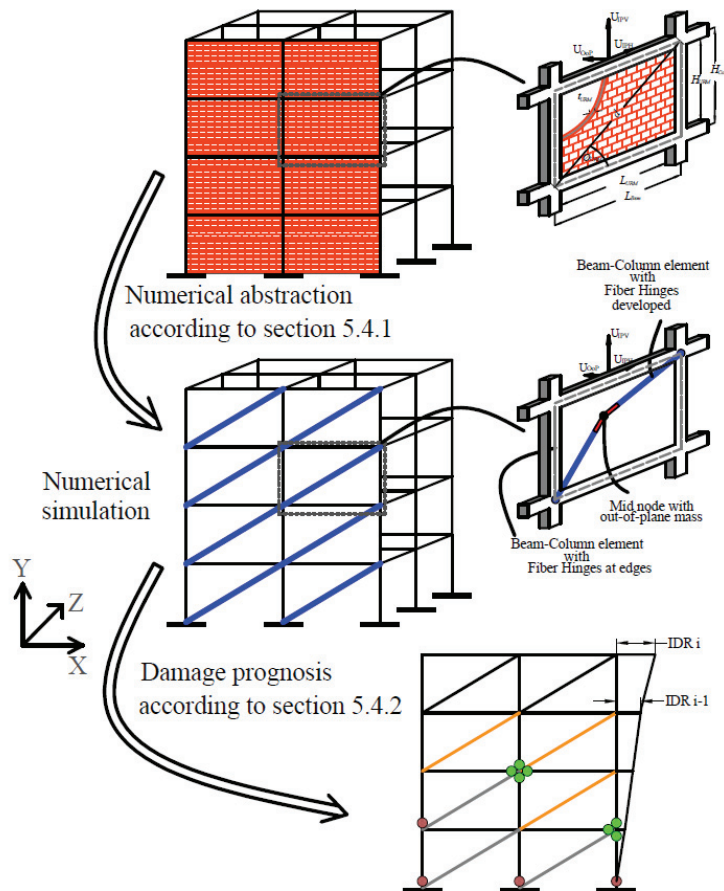 U_IPV
U_OoP
U_IPH
t_URM
H_URM
L_URM
Numerical abstraction
according to section 5.4.1
Beam-Column element
with
Fiber Hinges
developed
U_IPV
U_OoP
U_IPH
Numerical
simulation
Mid node with
out-of-plane mass
Beam-Column element
with
Fiber Hinges at edges
Y
Z
X
Damage prognosis
according to section 5.4.2
IDR i
IDR i-1